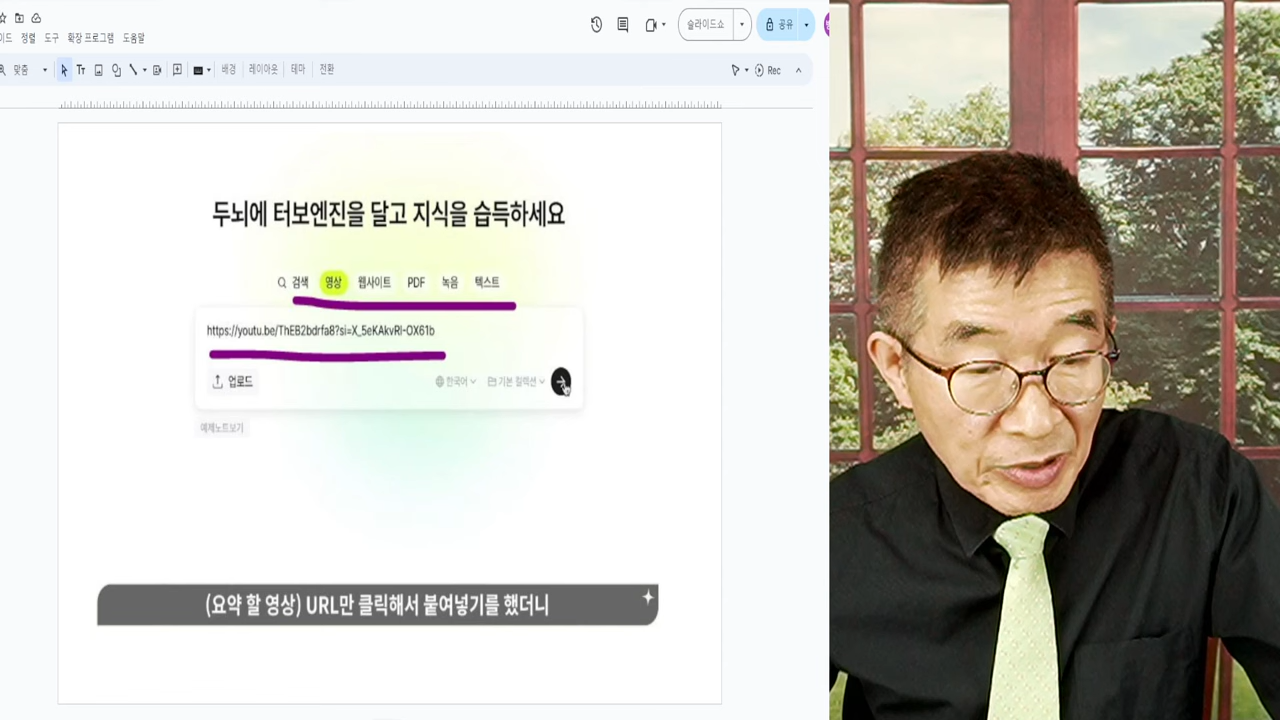 이드 정렬 도구 확장 프로그램 도움말
슬라이드쇼
공유
맞춤
배경 레이아웃 테마 전환
Rec
두뇌에 터보엔진을 달고 지식을 습득하세요
검색 영상 웹사이트 PDF 녹음 텍스트
https://youtu.be/ThEB2bdrfa8?si=X_5eKAkvRl-OX61b
업로드 한국어 기본 컬렉션
예제노트보기
(요약 할 영상) URL만 클릭해서 붙여넣기를 했더니